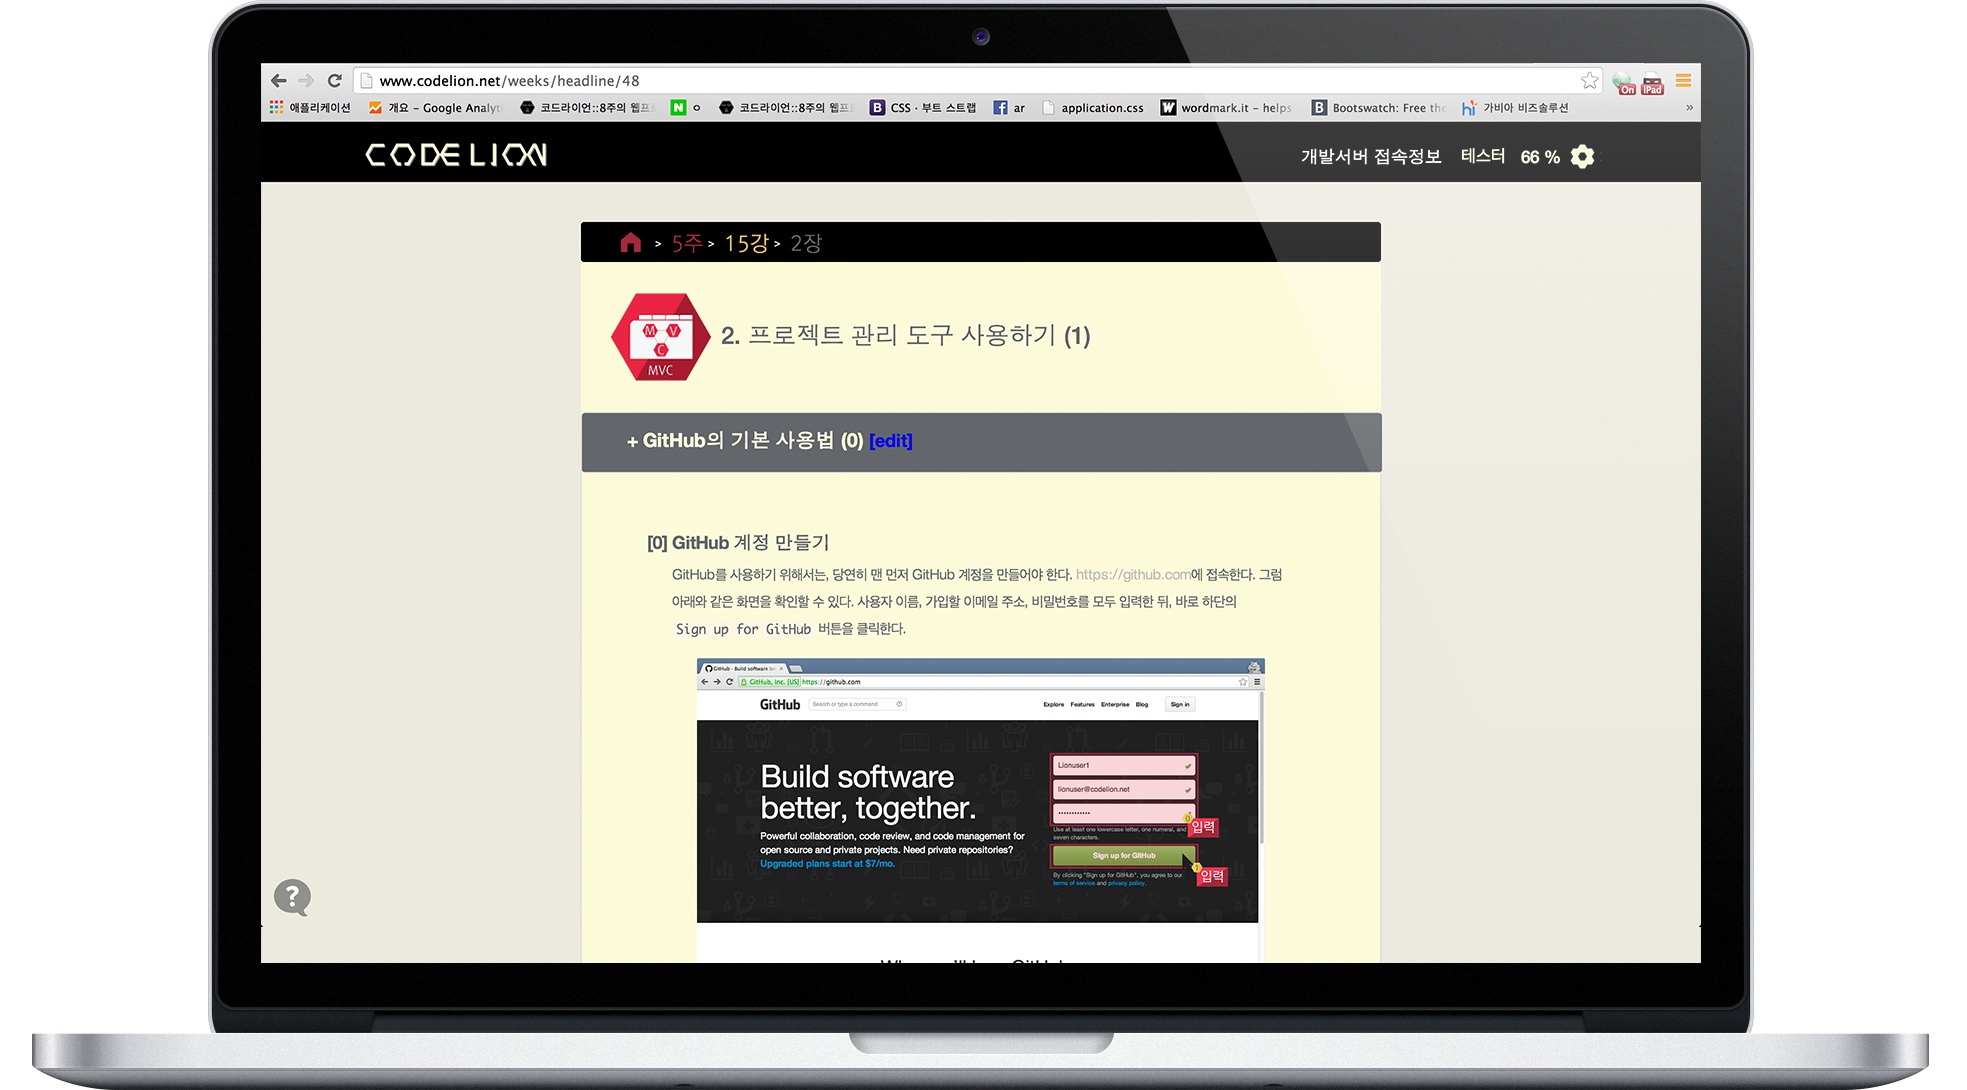 www.codelion.net/weeks/headline/48
애플리케이션 개요 – Google Analyt 코드라이언::8주의 웹프 ㅇ 코드라이언::8주의 웹프 CSS · 부트 스트랩 ar application.css wordmark.it – helps Bootswatch: Free the 가비아 비즈솔루션 »
On iPad
CODE LION
개발서버 접속정보 테스터 66 %
> 5주 > 15강 > 2장
M V C
MVC
2. 프로젝트 관리 도구 사용하기 (1)
+ GitHub의 기본 사용법 (0) [edit]
[0] GitHub 계정 만들기
GitHub를 사용하기 위해서는, 당연히 맨 먼저 GitHub 계정을 만들어야 한다. https://github.com에 접속한다. 그럼
아래와 같은 화면을 확인할 수 있다. 사용자 이름, 가입할 이메일 주소, 비밀번호를 모두 입력한 뒤, 바로 하단의
Sign up for GitHub 버튼을 클릭한다.
GitHub · Build software be
GitHub, Inc. [US] https://github.com
GitHub Search or type a command Explore Features Enterprise Blog Sign in
Build software
better, together.
Powerful collaboration, code review, and code management for
open source and private projects. Need private repositories?
Upgraded plans start at $7/mo.
Lionuser1
lionuser@codelion.net
Use at least one lowercase letter, one numeral, and
seven characters.
0 입력
Sign up for GitHub
1 입력
By clicking "Sign up for GitHub", you agree to our
terms of service and privacy policy.
?